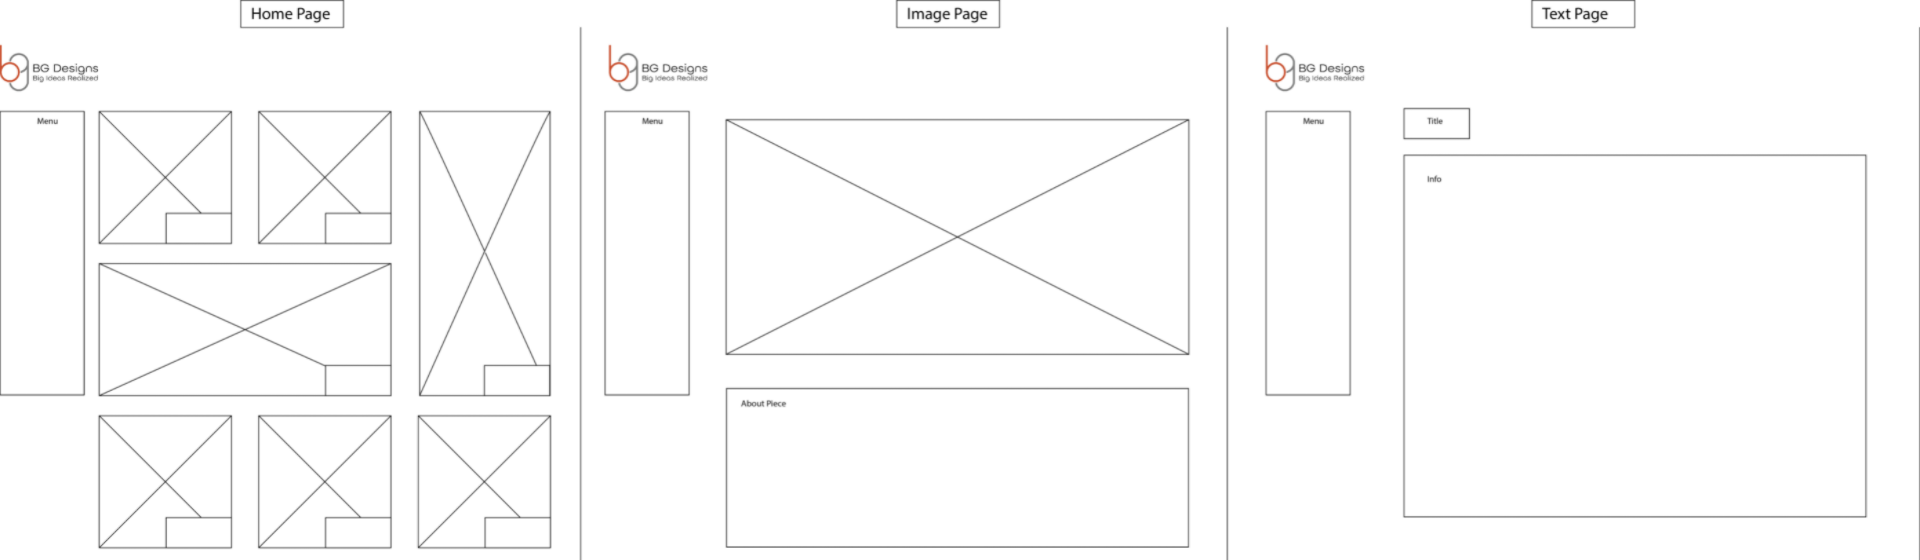 Home Page
BG Designs
Big Ideas Realized
Menu
Image Page
BG Designs
Big Ideas Realized
Menu
About Piece
Text Page
BG Designs
Big Ideas Realized
Menu
Title
Info